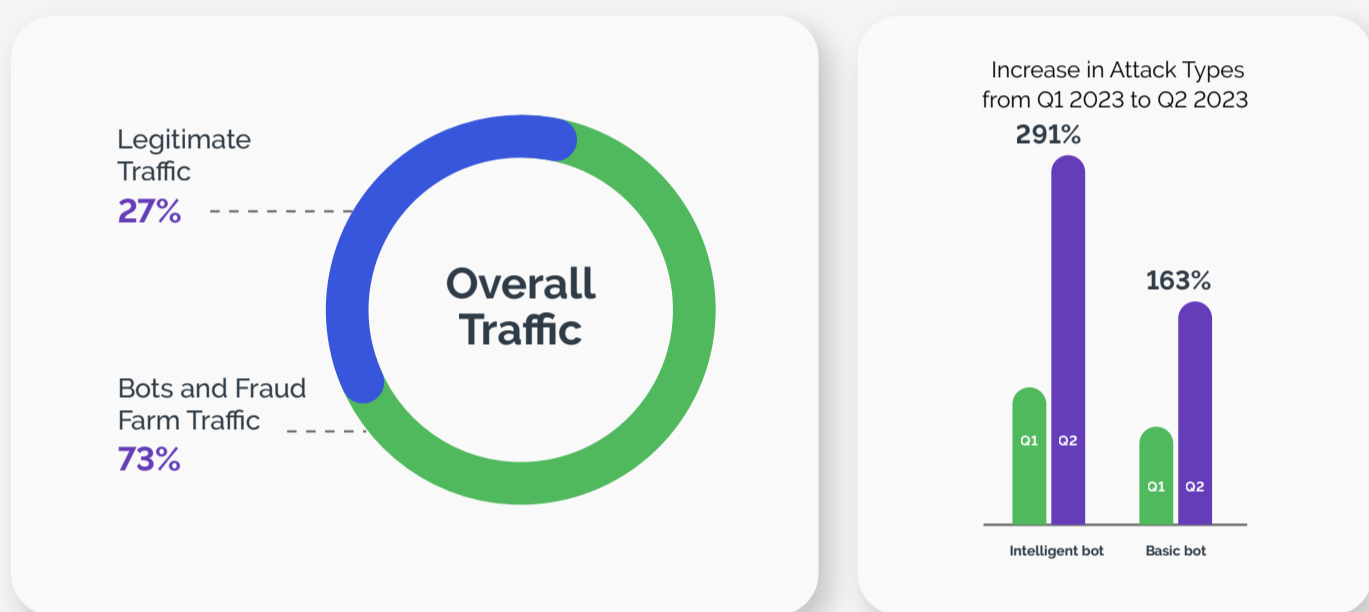 Legitimate
Traffic
27%
Overall
Traffic
Bots and Fraud
Farm Traffic
73%
Increase in Attack Types
from Q1 2023 to Q2 2023
291%
163%
Q1
Q2
Q1
Q2
Intelligent bot
Basic bot